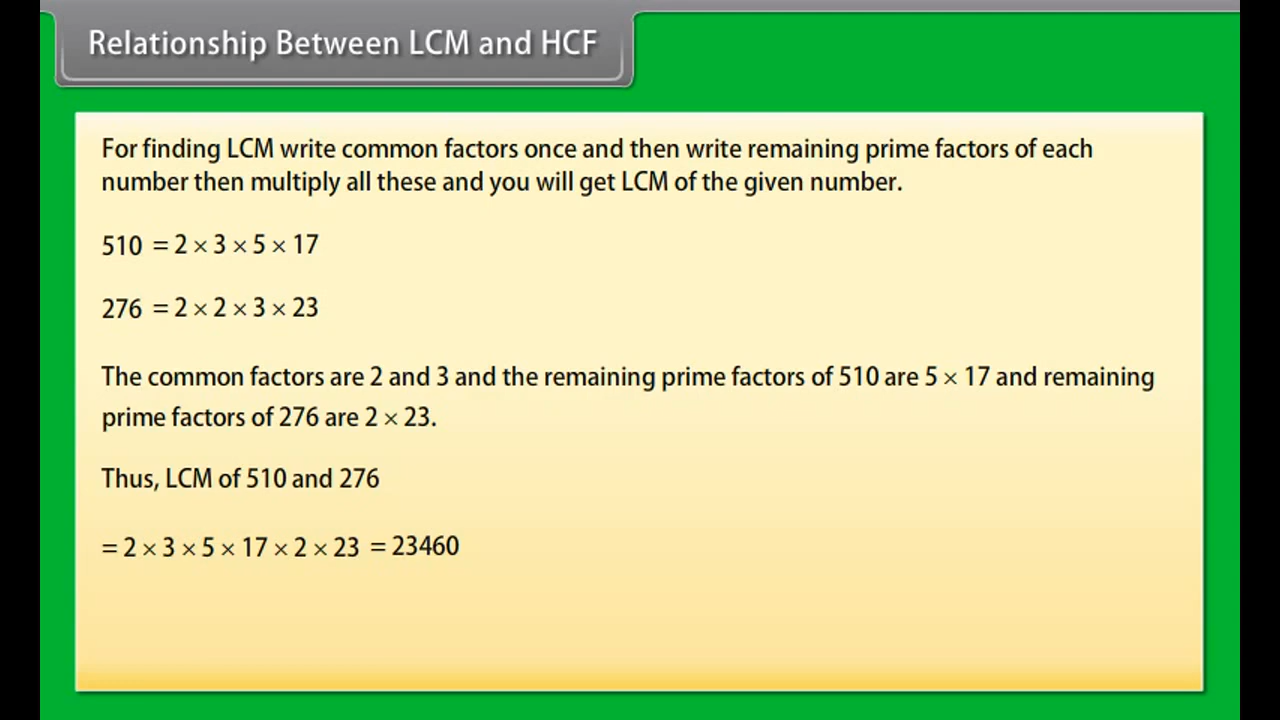 Relationship Between LCM and HCF
For finding LCM write common factors once and then write remaining prime factors of each
number then multiply all these and you will get LCM of the given number.
510 = 2 × 3 × 5 × 17
276 = 2 × 2 × 3 × 23
The common factors are 2 and 3 and the remaining prime factors of 510 are 5 × 17 and remaining
prime factors of 276 are 2 × 23.
Thus, LCM of 510 and 276
= 2 × 3 × 5 × 17 × 2 × 23 = 23460